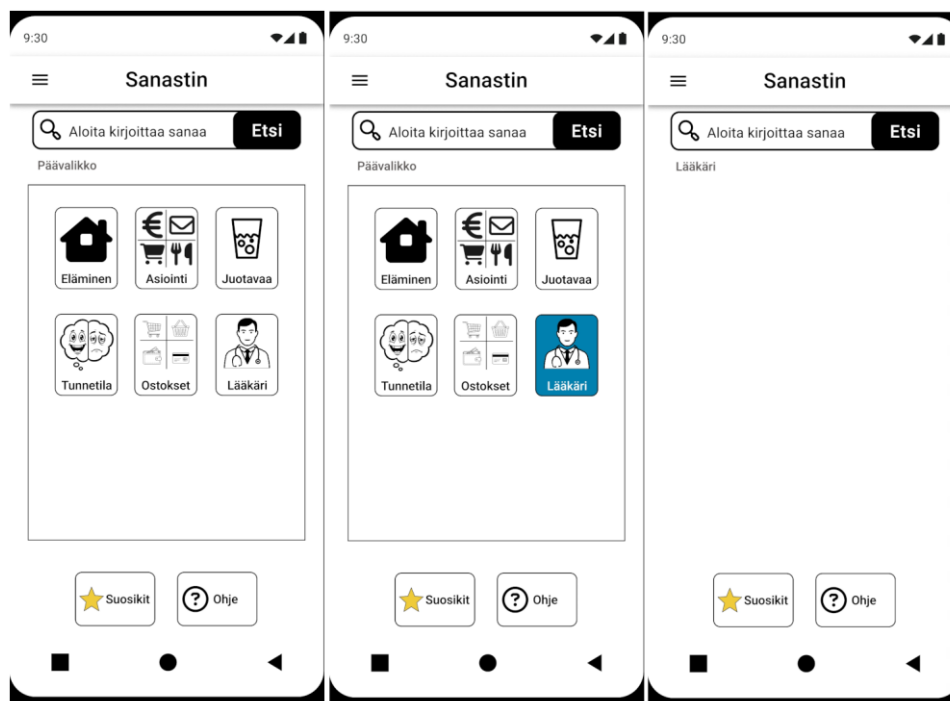 9:30
Sanastin
Aloita kirjoittaa sanaa
Etsi
Päävalikko
Eläminen
Asiointi
Juotavaa
Tunnetila
Ostokset
Lääkäri
Suosikit
Ohje
9:30
Sanastin
Aloita kirjoittaa sanaa
Etsi
Päävalikko
Eläminen
Asiointi
Juotavaa
Tunnetila
Ostokset
Lääkäri
Suosikit
Ohje
9:30
Sanastin
Aloita kirjoittaa sanaa
Etsi
Lääkäri
Suosikit
Ohje